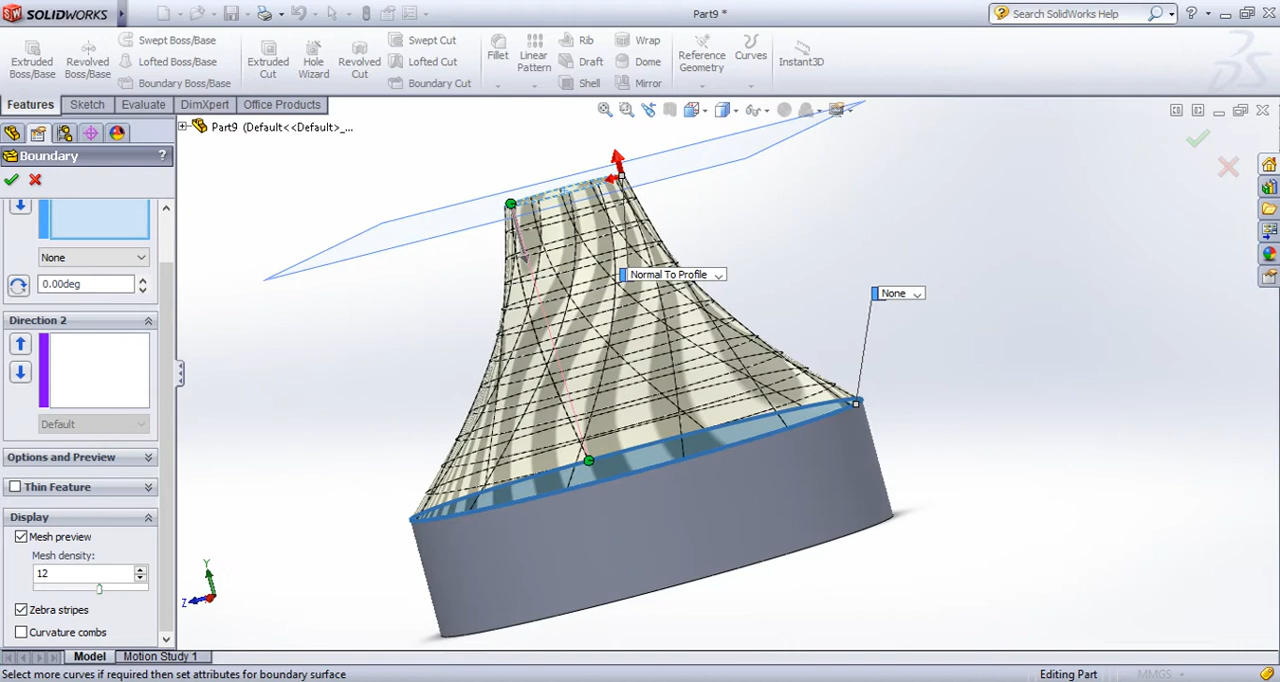 SOLIDWORKS
Part9 *
Search SolidWorks Help
?
Extruded Boss/Base
Revolved Boss/Base
Swept Boss/Base
Lofted Boss/Base
Boundary Boss/Base
Extruded Cut
Hole Wizard
Revolved Cut
Swept Cut
Lofted Cut
Boundary Cut
Fillet
Linear Pattern
Rib
Draft
Shell
Wrap
Dome
Mirror
Reference Geometry
Curves
Instant3D
Features
Sketch
Evaluate
DimXpert
Office Products
Part9 (Default<<Default>_...
Boundary ?
None
0.00deg
Direction 2
Default
Options and Preview
Thin Feature
Display
Mesh preview
Mesh density:
12
Zebra stripes
Curvature combs
Normal To Profile
None
Y
Z
Model
Motion Study 1
Select more curves if required then set attributes for boundary surface
Editing Part
MMGS